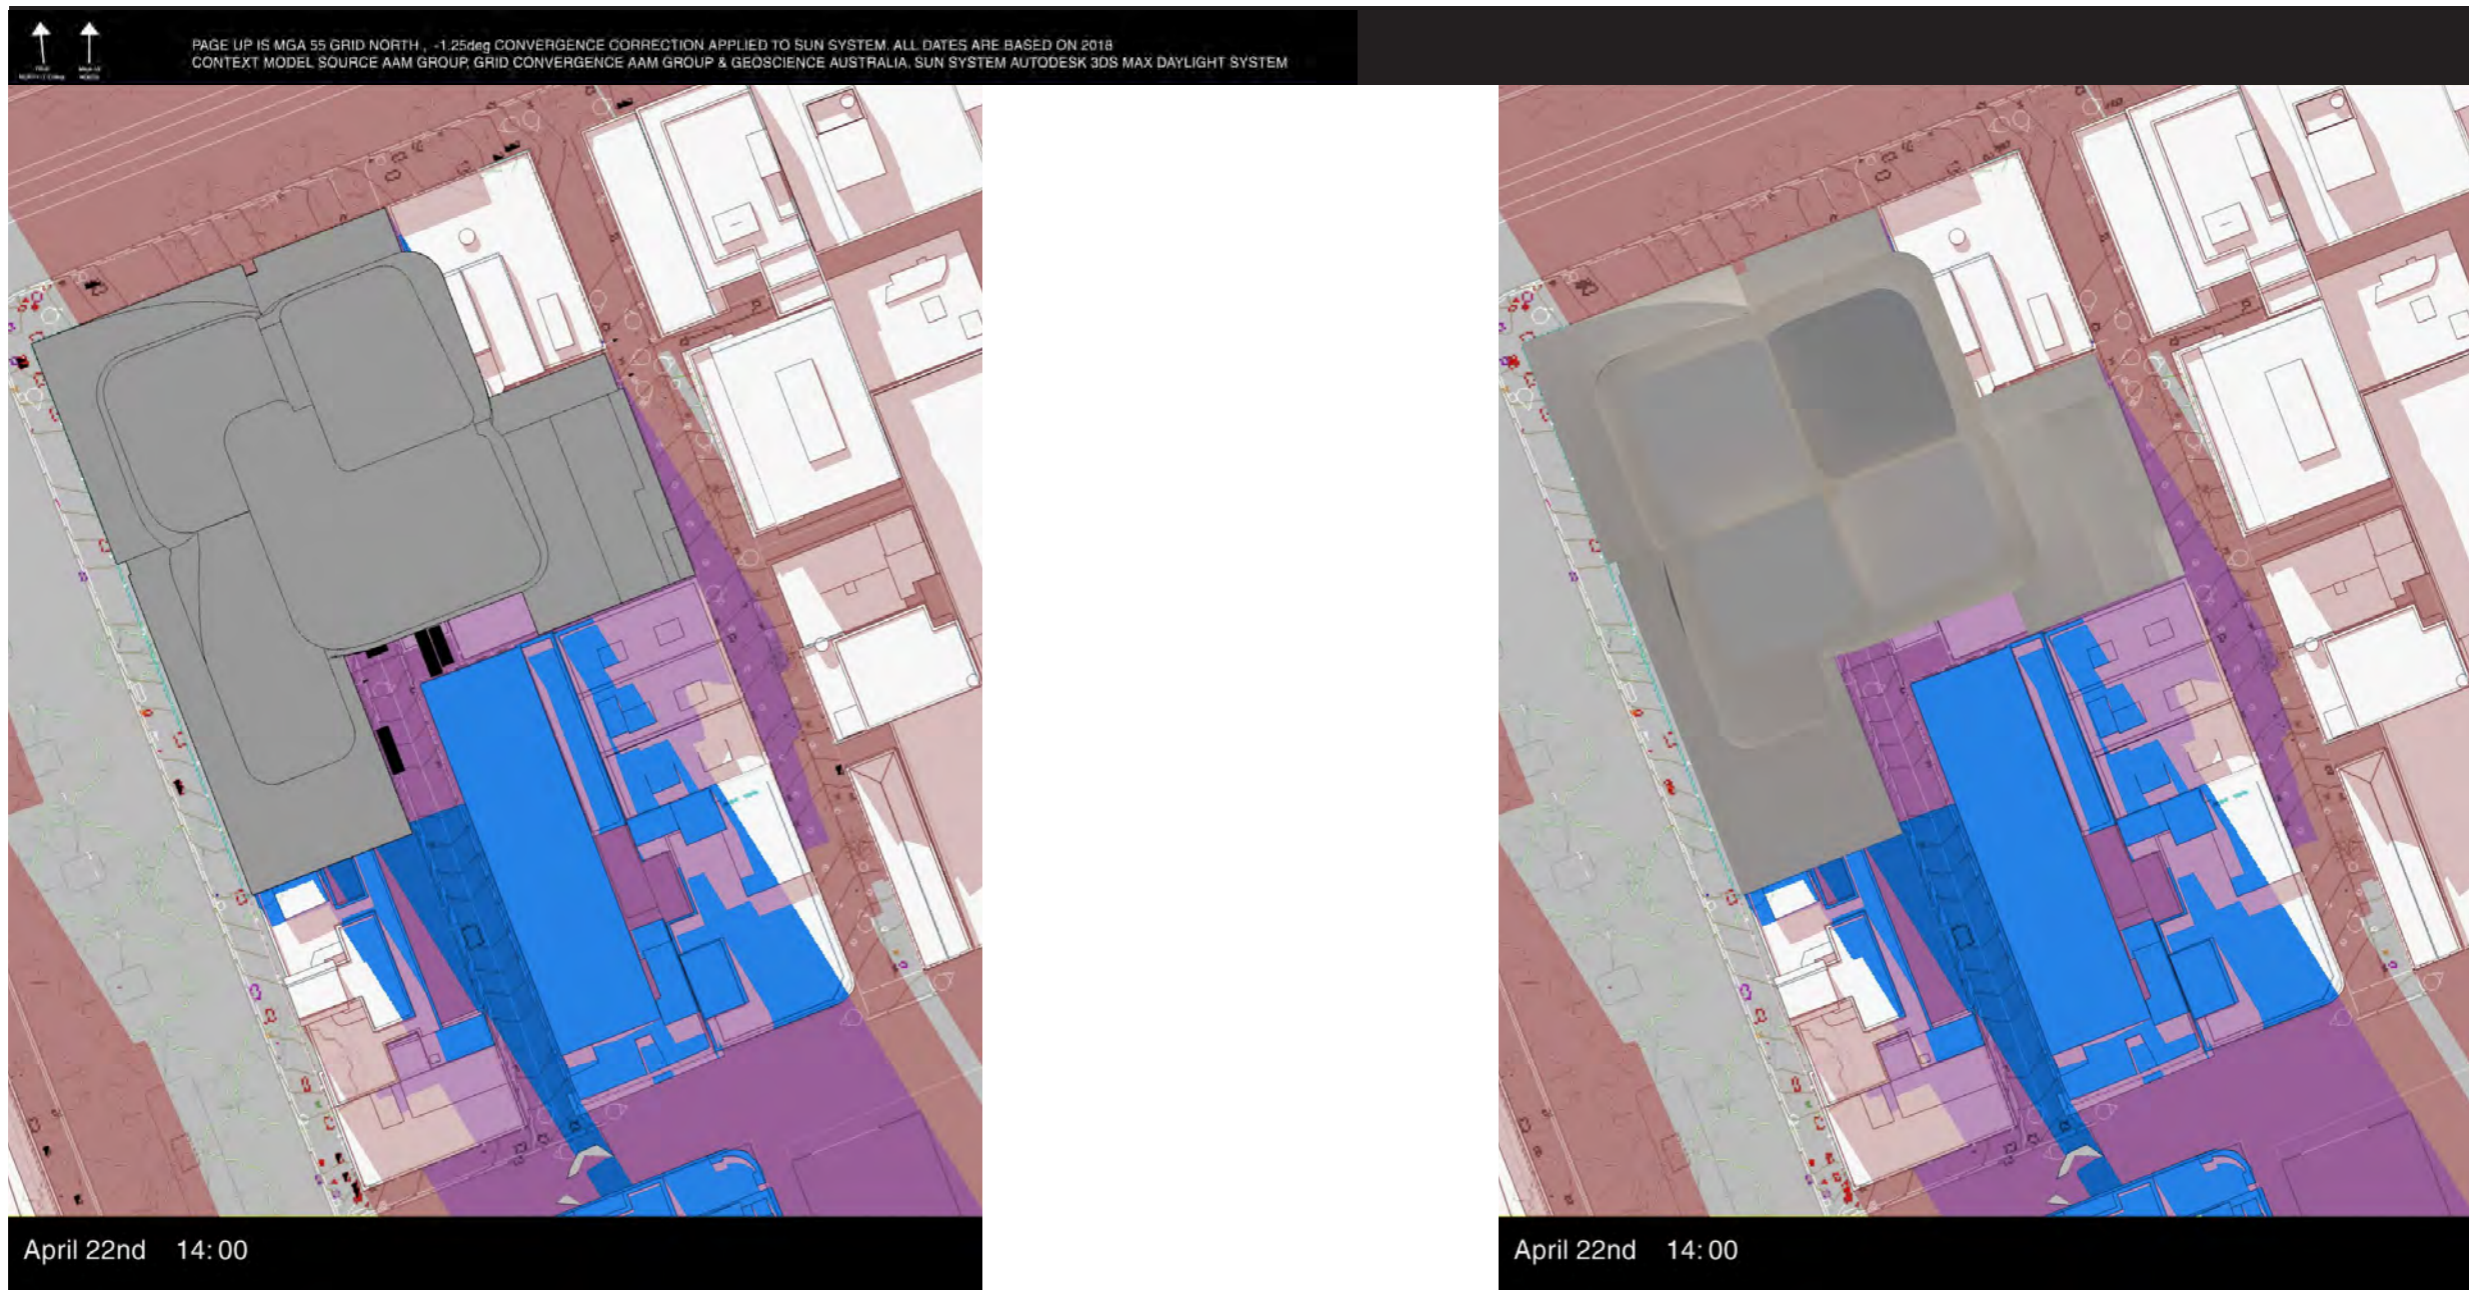 PAGE UP IS MGA 55 GRID NORTH , -1.25deg CONVERGENCE CORRECTION APPLIED TO SUN SYSTEM. ALL DATES ARE BASED ON 2018
CONTEXT MODEL SOURCE AAM GROUP, GRID CONVERGENCE AAM GROUP & GEOSCIENCE AUSTRALIA. SUN SYSTEM AUTODESK 3DS MAX DAYLIGHT SYSTEM
April 22nd 14:00
April 22nd 14:00